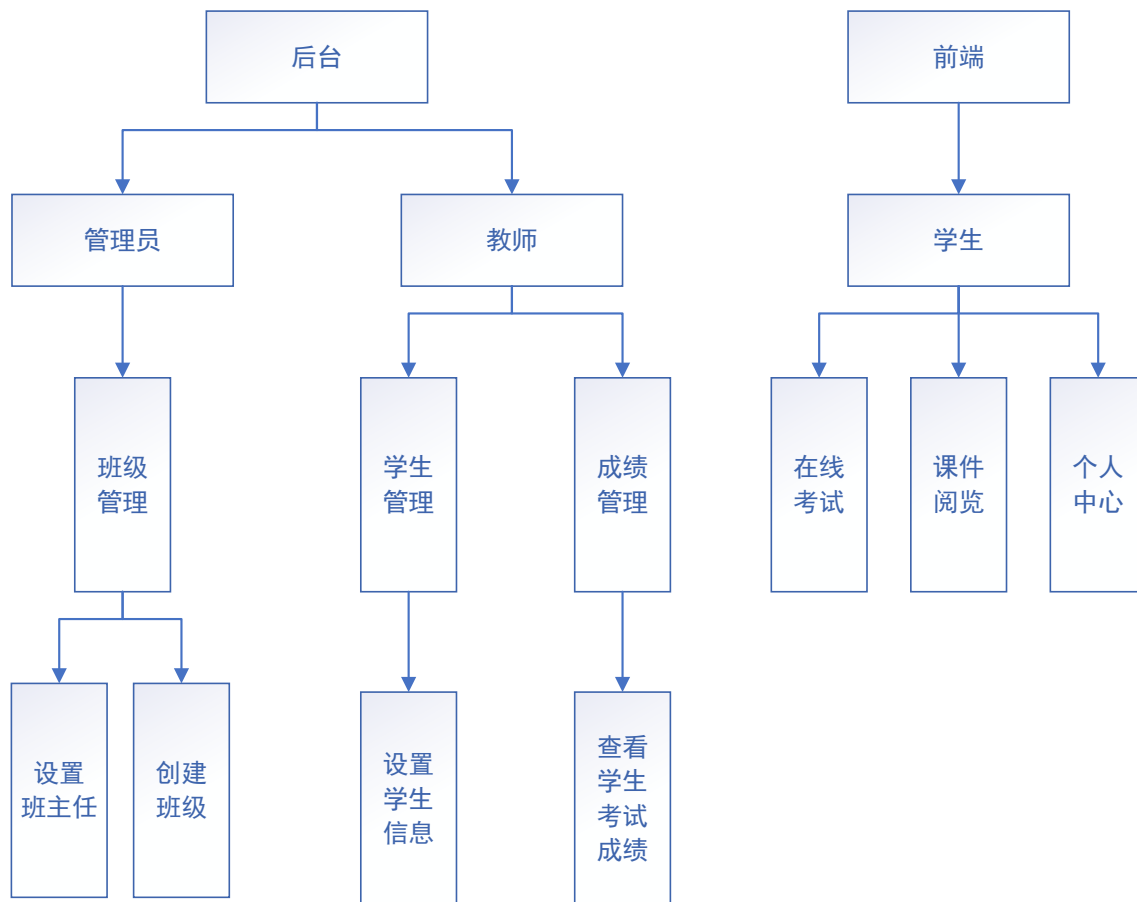 后台
前端
管理员
教师
学生
班级
管理
学生
管理
成绩
管理
在线
考试
课件
阅览
个人
中心
设置
班主任
创建
班级
设置
学生
信息
查看
学生
考试
成绩